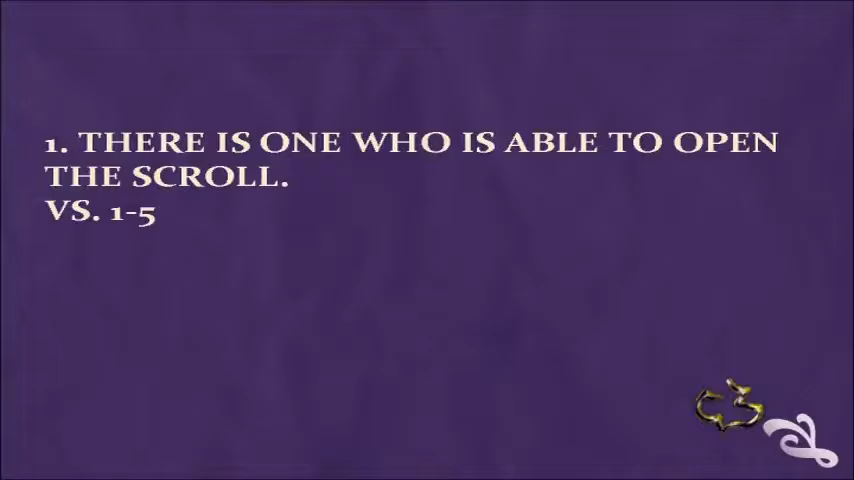 1. THERE IS ONE WHO IS ABLE TO OPEN
THE SCROLL.
VS. 1-5